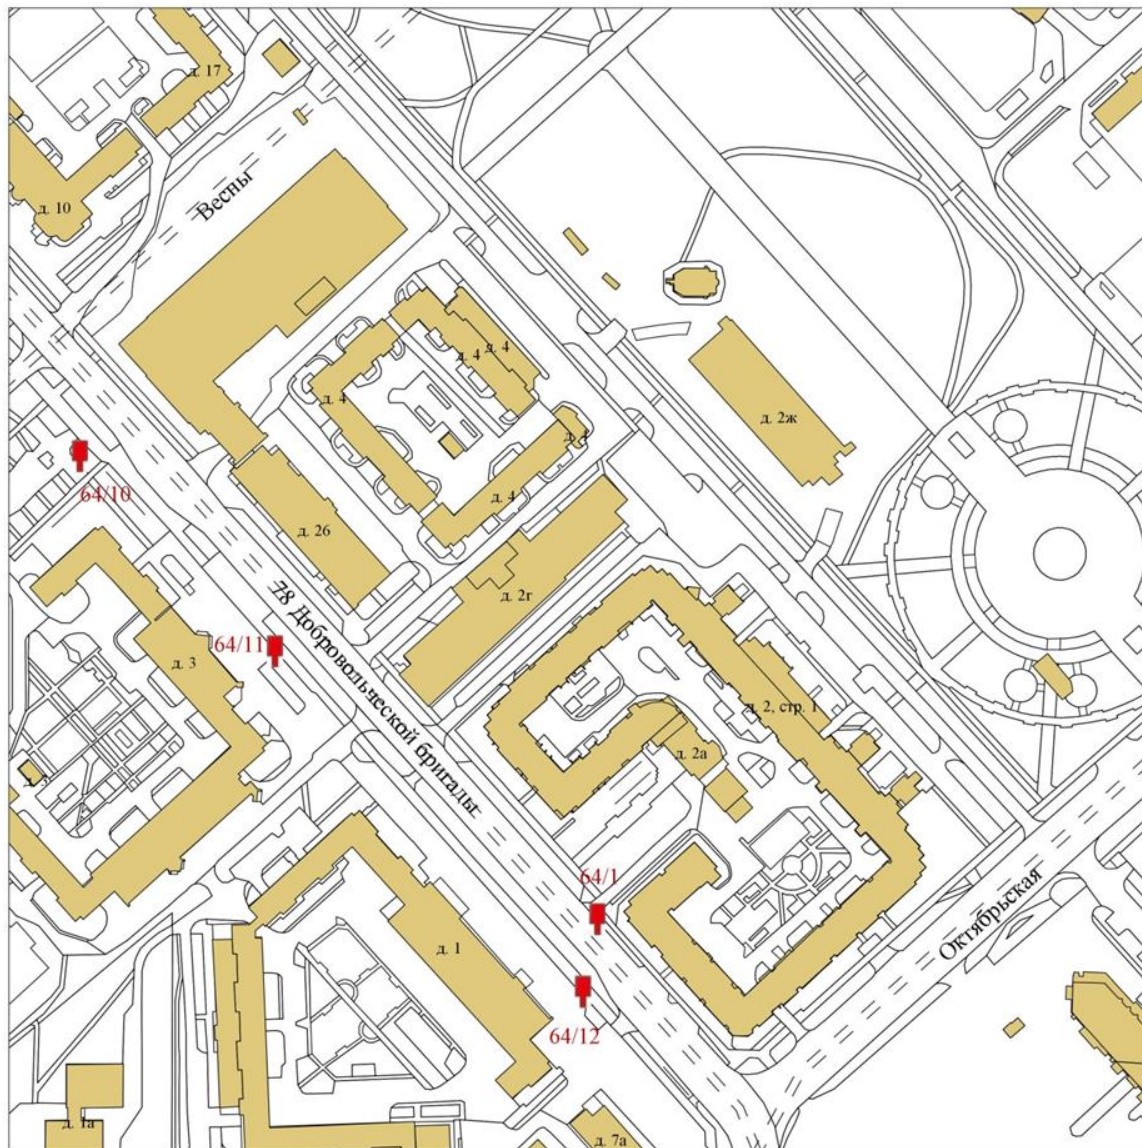 д. 17
д. 10
Весны
д. 4
д. 4
д. 4
д. 4
д. 4
д. 2ж
64/10
д. 26
78 Добровольческой бригады
д. 2г
64/11
д. 3
д. 2, стр. 1
д. 2а
64/1
Октябрьская
д. 1
64/12
д. 1а
д. 7а